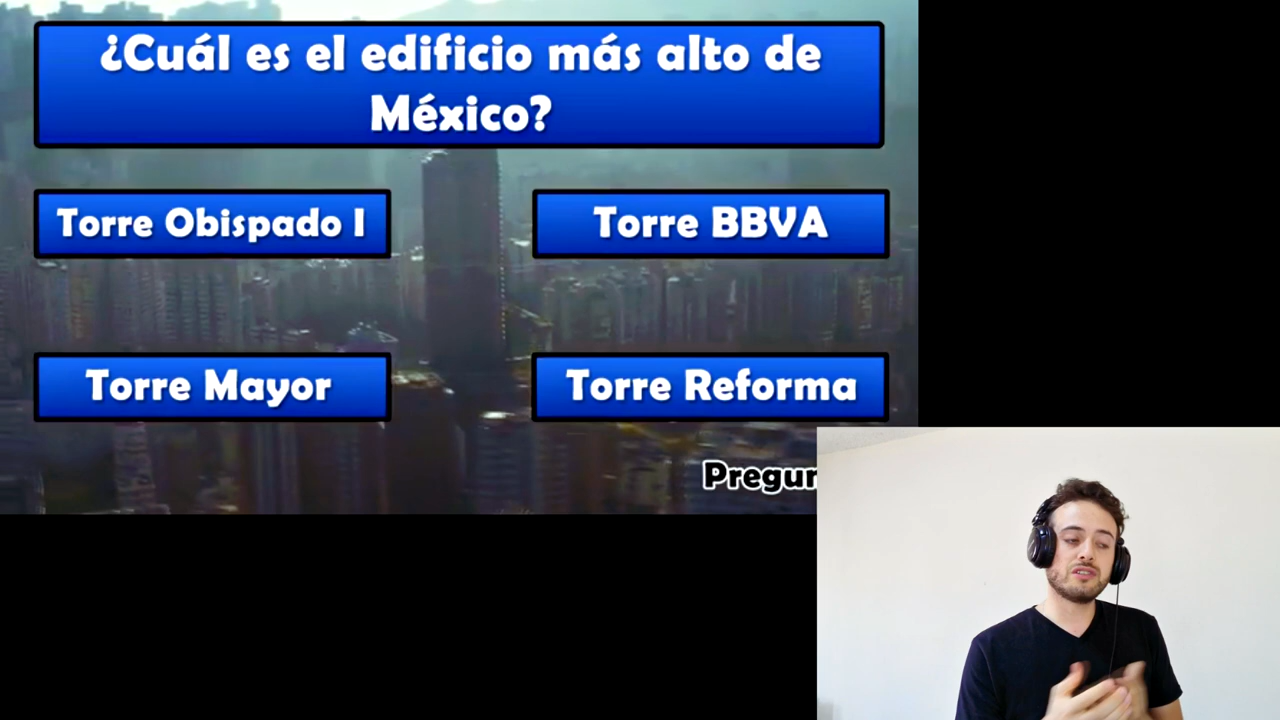 ¿Cuál es el edificio más alto de
México?
Torre Obispado I
Torre BBVA
Torre Mayor
Torre Reforma